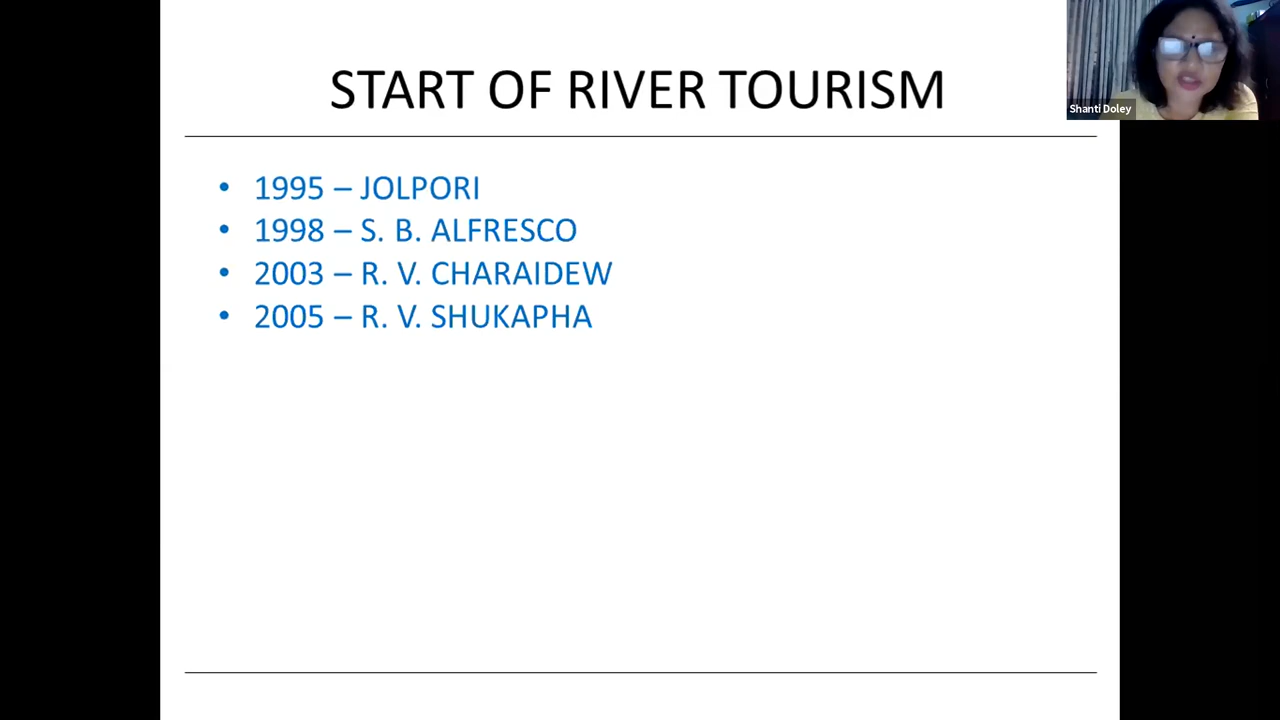 START OF RIVER TOURISM
Shanti Doley
• 1995 – JOLPORI
• 1998 – S. B. ALFRESCO
• 2003 – R. V. CHARAIDEW
• 2005 – R. V. SHUKAPHA